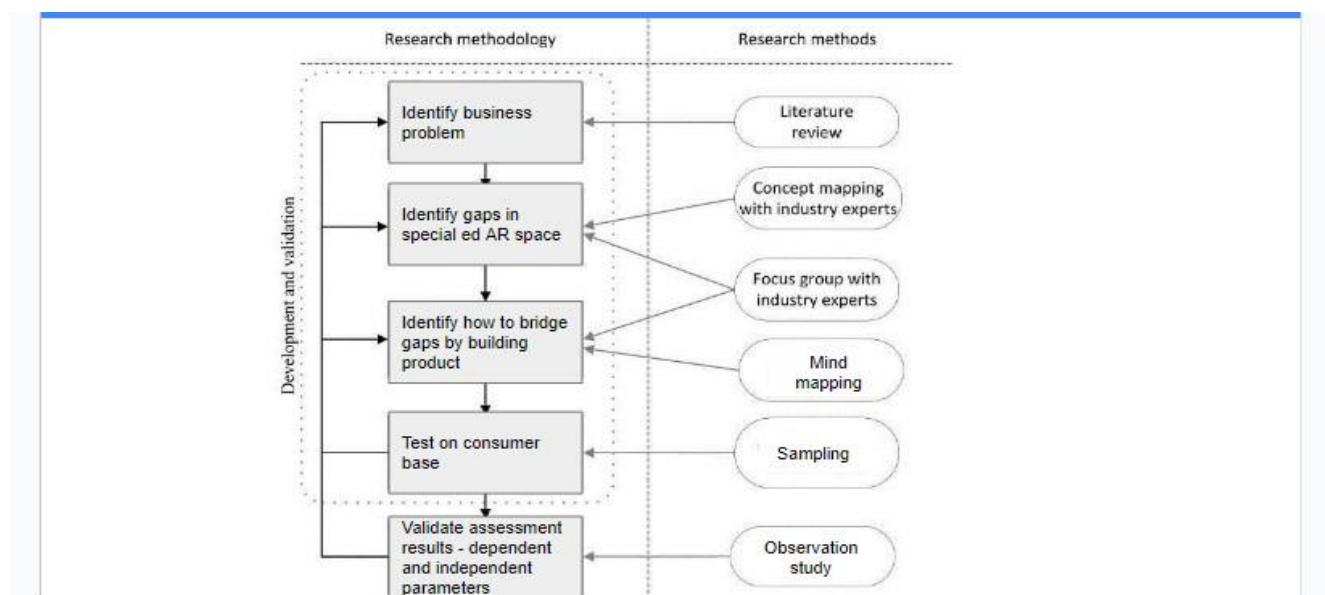 Research methodology
Research methods
Identify business
problem
Literature
review
Identify gaps in
special ed AR space
Concept mapping
with industry experts
Focus group with
industry experts
Identify how to bridge
gaps by building
product
Mind
mapping
Test on consumer
base
Sampling
Validate assessment
results - dependent
and independent
parameters
Observation
study
Development and validation